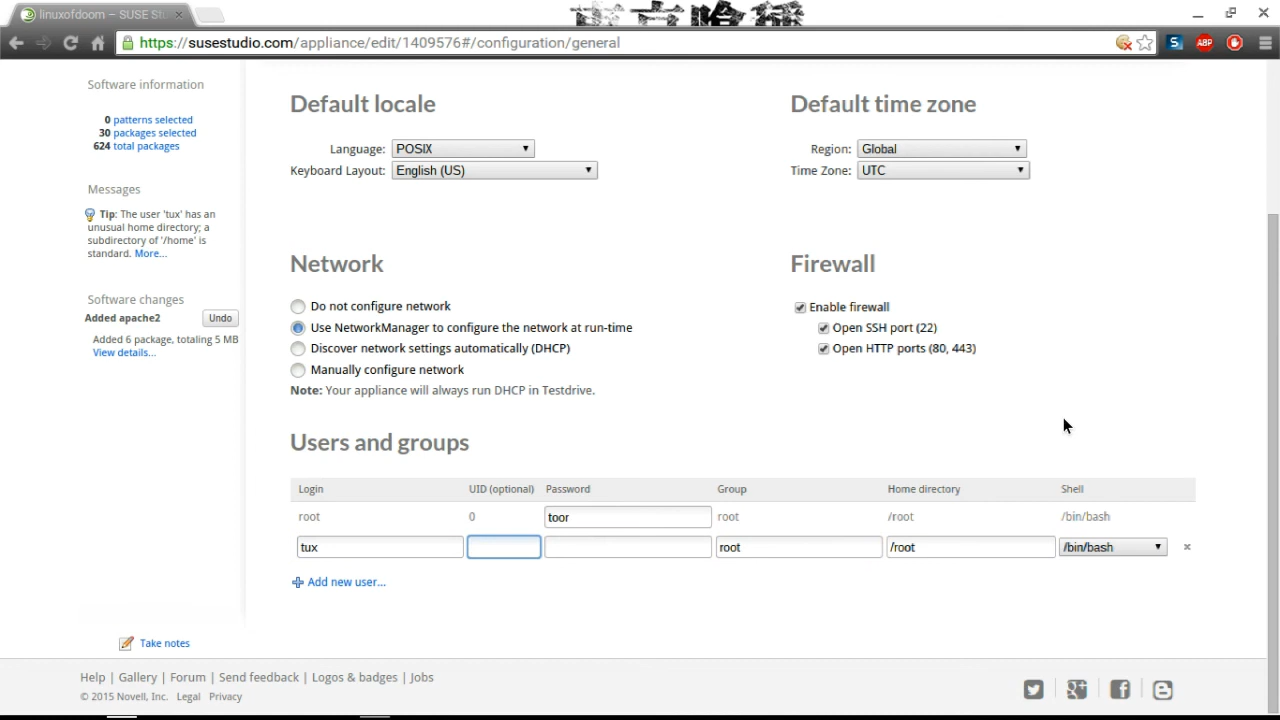 linuxofdoom – SUSE St
https://susestudio.com/appliance/edit/1409576#/configuration/general
ABP
Software information
0 patterns selected
30 packages selected
624 total packages
Messages
Tip: The user 'tux' has an
unusual home directory; a
subdirectory of '/home' is
standard. More...
Software changes
Added apache2 Undo
Added 6 package, totaling 5 MB
View details...
Take notes
Default locale
Language: POSIX
Keyboard Layout: English (US)
Default time zone
Region: Global
Time Zone: UTC
Network
Do not configure network
Use NetworkManager to configure the network at run-time
Discover network settings automatically (DHCP)
Manually configure network
Note: Your appliance will always run DHCP in Testdrive.
Firewall
Enable firewall
Open SSH port (22)
Open HTTP ports (80, 443)
Users and groups
Login UID (optional) Password Group Home directory Shell
root 0 toor root /root /bin/bash
tux root /root /bin/bash
Add new user...
Help | Gallery | Forum | Send feedback | Logos & badges | Jobs
© 2015 Novell, Inc. Legal Privacy